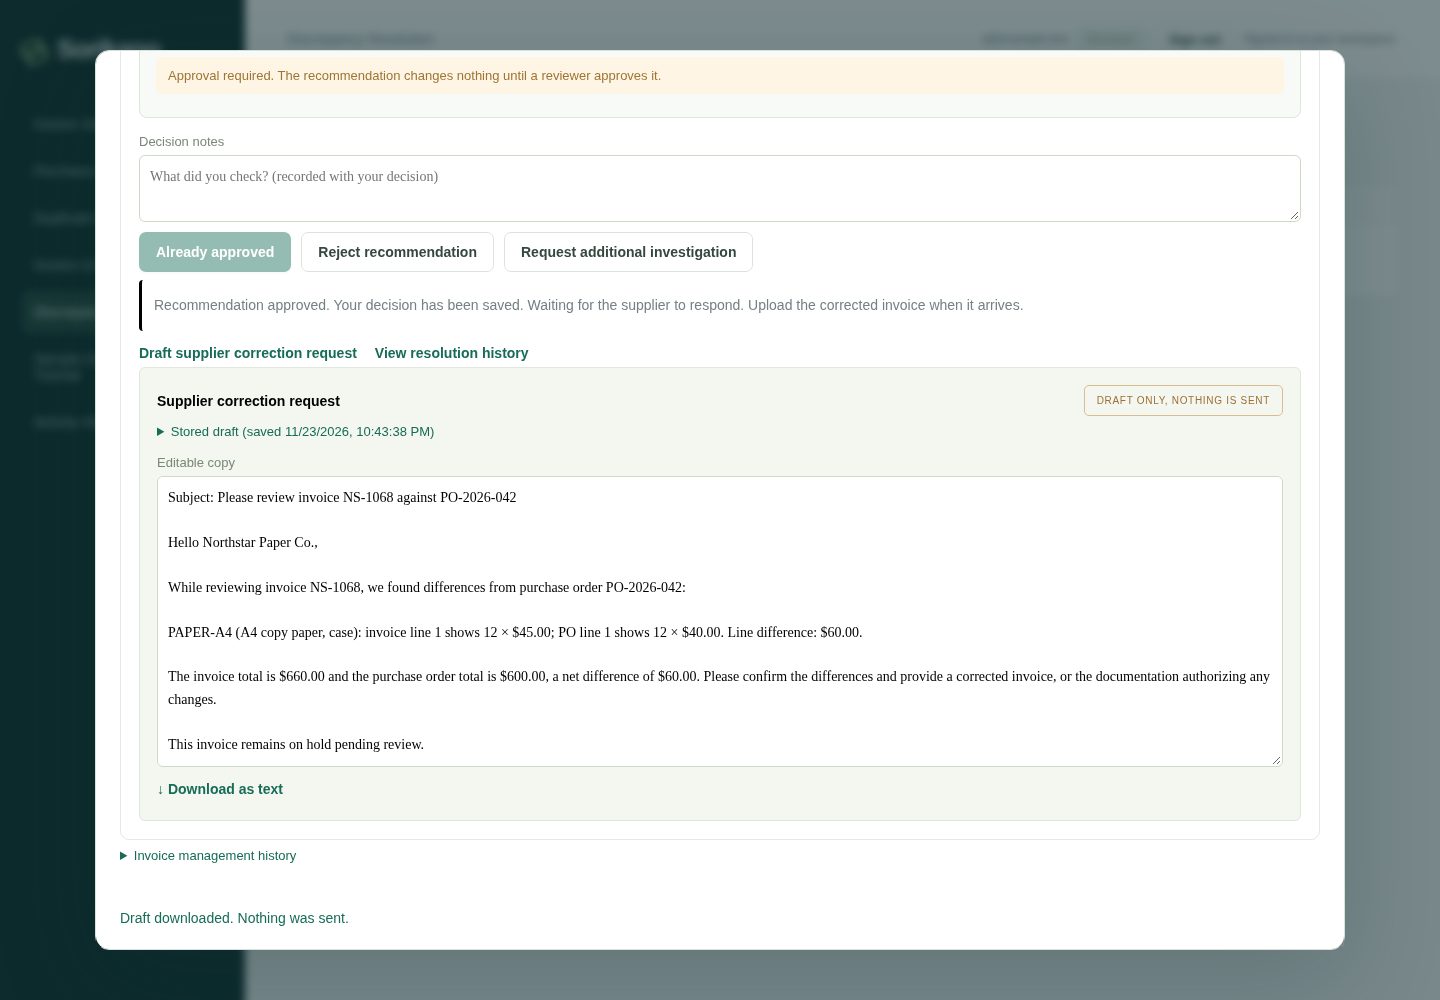 Approval required. The recommendation changes nothing until a reviewer approves it.
Decision notes
What did you check? (recorded with your decision)
Already approved
Reject recommendation
Request additional investigation
Recommendation approved. Your decision has been saved. Waiting for the supplier to respond. Upload the corrected invoice when it arrives.
Draft supplier correction request
View resolution history
Supplier correction request
DRAFT ONLY, NOTHING IS SENT
▶ Stored draft (saved 11/23/2026, 10:43:38 PM)
Editable copy
Subject: Please review invoice NS-1068 against PO-2026-042
Hello Northstar Paper Co.,
While reviewing invoice NS-1068, we found differences from purchase order PO-2026-042:
PAPER-A4 (A4 copy paper, case): invoice line 1 shows 12 × $45.00; PO line 1 shows 12 × $40.00. Line difference: $60.00.
The invoice total is $660.00 and the purchase order total is $600.00, a net difference of $60.00. Please confirm the differences and provide a corrected invoice, or the documentation authorizing any
changes.
This invoice remains on hold pending review.
↓ Download as text
▶ Invoice management history
Draft downloaded. Nothing was sent.